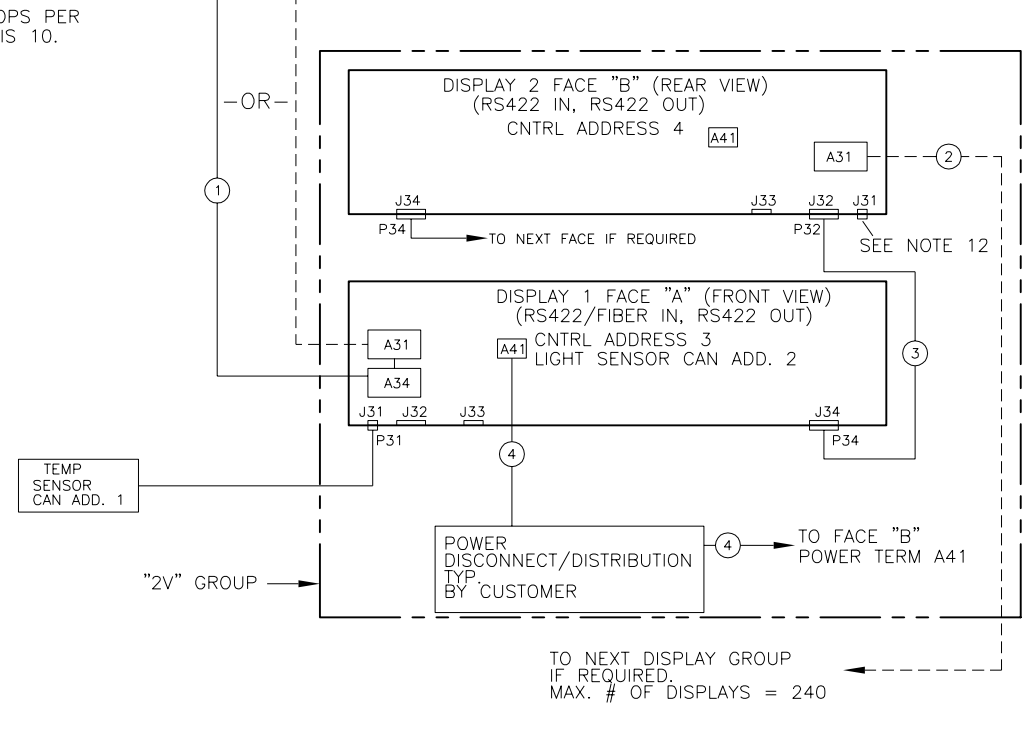 OPS PER
IS 10.
-OR-
1
DISPLAY 2 FACE "B" (REAR VIEW)
(RS422 IN, RS422 OUT)
CNTRL ADDRESS 4
A41
A31
2
J34
J33
J32
J31
P34
TO NEXT FACE IF REQUIRED
P32
SEE NOTE 12
DISPLAY 1 FACE "A" (FRONT VIEW)
(RS422/FIBER IN, RS422 OUT)
CNTRL ADDRESS 3
LIGHT SENSOR CAN ADD. 2
A41
A31
A34
3
J31
J32
J33
J34
P31
P34
4
TEMP
SENSOR
CAN ADD. 1
POWER
DISCONNECT/DISTRIBUTION
TYP.
BY CUSTOMER
4
TO FACE "B"
POWER TERM A41
"2V" GROUP
TO NEXT DISPLAY GROUP
IF REQUIRED.
MAX. # OF DISPLAYS = 240